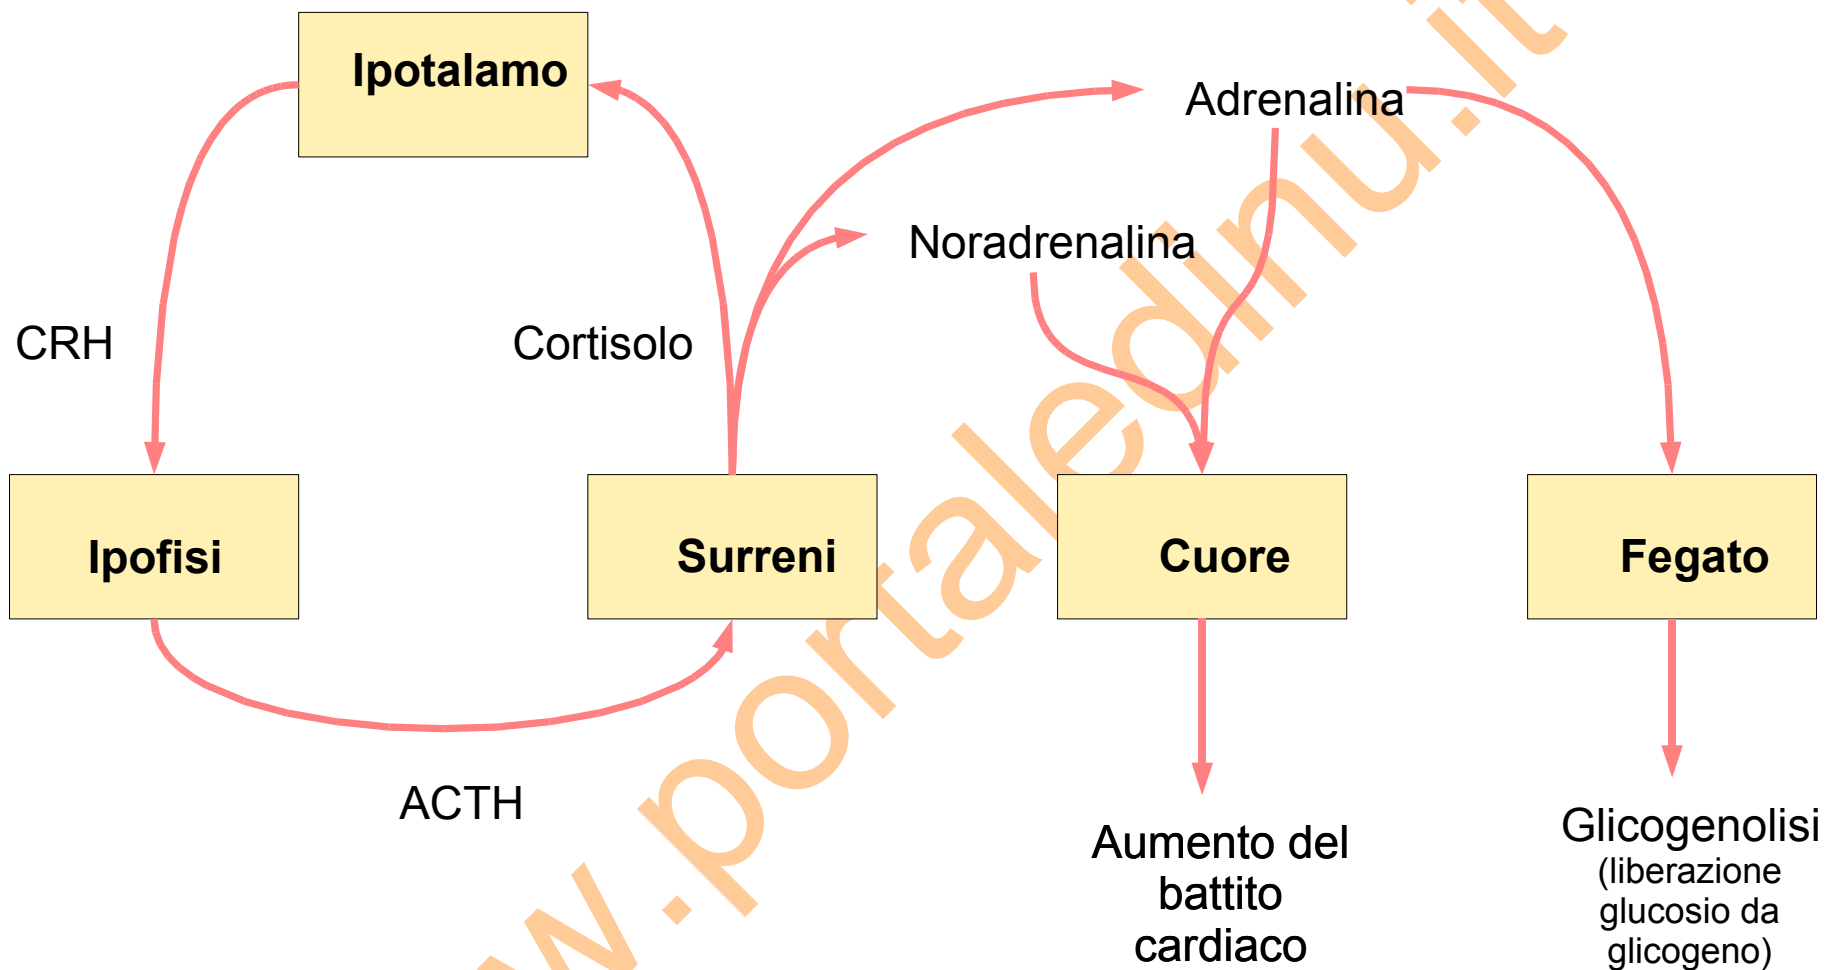 Ipotalamo
Adrenalina
Noradrenalina
CRH
Cortisolo
Ipofisi
Surreni
Cuore
Fegato
ACTH
Aumento del
battito
cardiaco
Glicogenolisi
(liberazione
glucosio da
glicogeno)
w.portaledinu.it